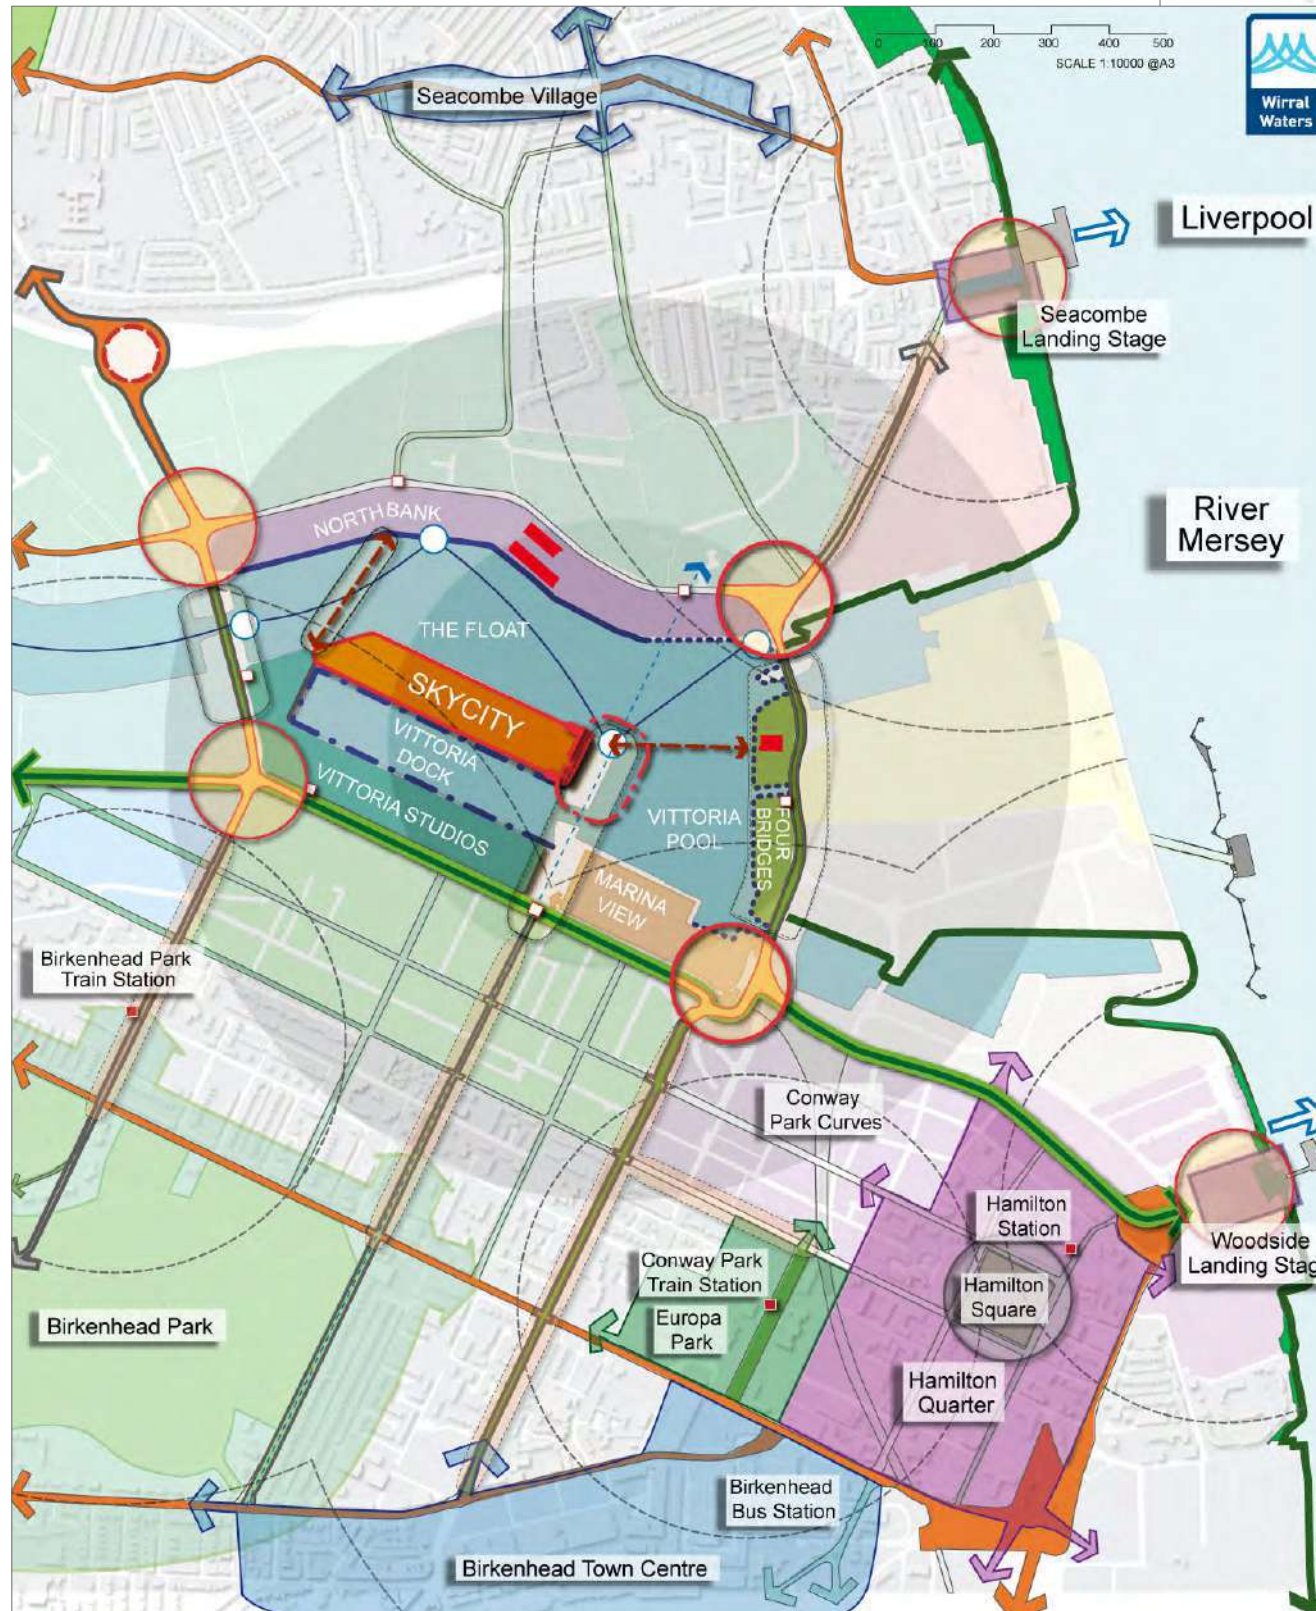 0 100 200 300 400 500
SCALE 1:10000 @A3
Wirral
Waters
Seacombe Village
Liverpool
Seacombe
Landing Stage
River
Mersey
NORTHBANK
THE FLOAT
SKYCITY
VITTORIA
DOCK
VITTORIA STUDIOS
VITTORIA
POOL
FOUR
BRIDGES
MARINA
VIEW
Birkenhead Park
Train Station
Conway
Park Curves
Hamilton
Station
Woodside
Landing Stag
Conway Park
Train Station
Hamilton
Square
Europa
Park
Birkenhead Park
Hamilton
Quarter
Birkenhead
Bus Station
Birkenhead Town Centre